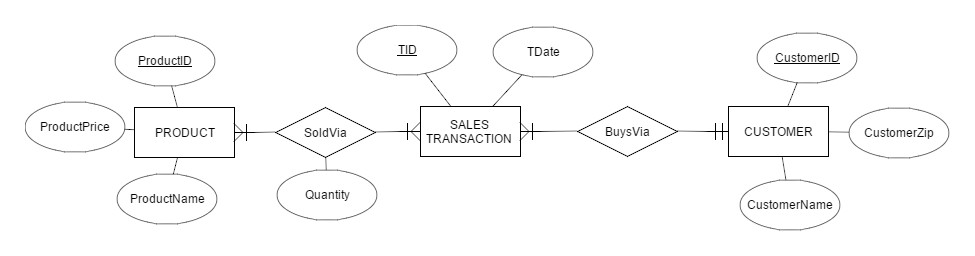 ProductID
TID
TDate
CustomerID
ProductPrice
PRODUCT
SoldVia
SALES
TRANSACTION
BuysVia
CUSTOMER
CustomerZip
ProductName
Quantity
CustomerName